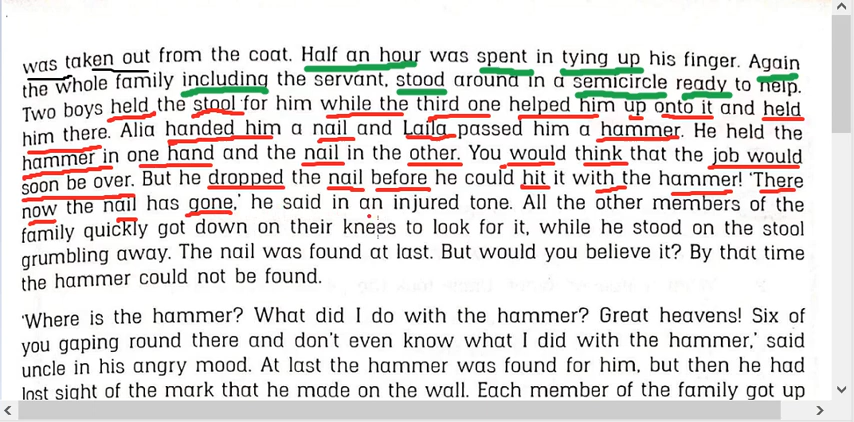 was taken out from the coat. Half an hour was spent in tying up his finger. Again
the whole family including the servant, stood around in a semicircle ready to help.
Two boys held the stool for him while the third one helped him up onto it and held
him there. Alia handed him a nail and Laila passed him a hammer. He held the
hammer in one hand and the nail in the other. You would think that the job would
soon be over. But he dropped the nail before he could hit it with the hammer! 'There
now the nail has gone,' he said in an injured tone. All the other members of the
family quickly got down on their knees to look for it, while he stood on the stool
grumbling away. The nail was found at last. But would you believe it? By that time
the hammer could not be found.
'Where is the hammer? What did I do with the hammer? Great heavens! Six of
you gaping round there and don't even know what I did with the hammer,' said
uncle in his angry mood. At last the hammer was found for him, but then he had
lost sight of the mark that he made on the wall. Each member of the family got up